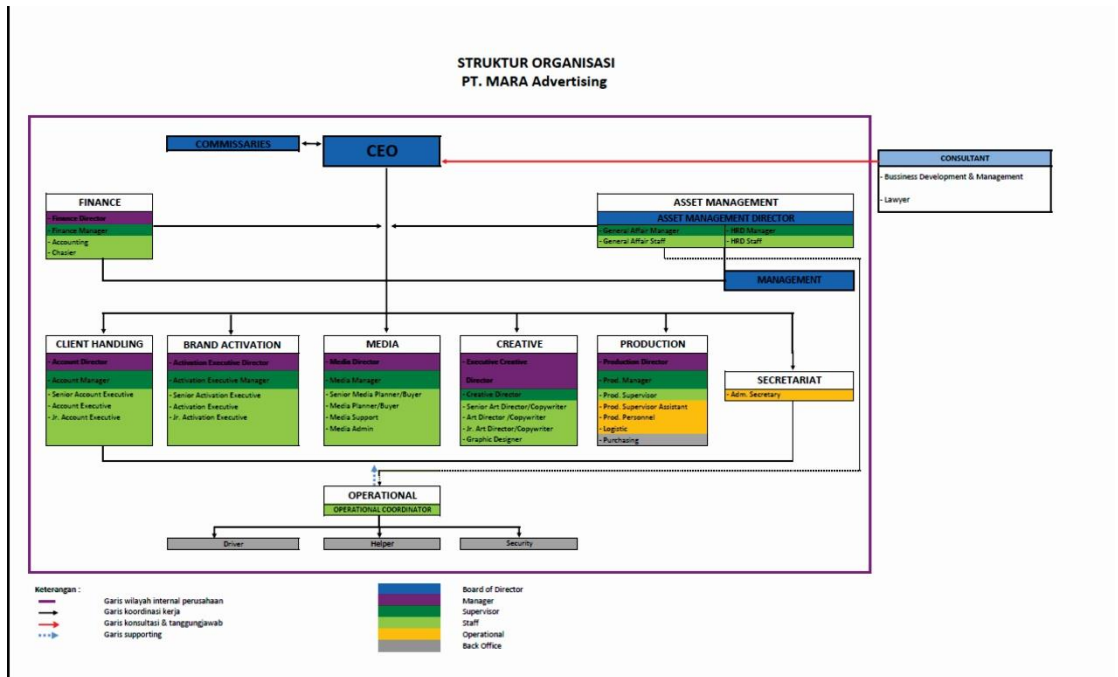 STRUKTUR ORGANISASI
PT. MARA Advertising
COMMISSARIES
CEO
CONSULTANT
- Bussiness Development & Management
- Lawyer
FINANCE
- Finance Director
- Finance Manager
- Accounting
- Chasier
ASSET MANAGEMENT
ASSET MANAGEMENT DIRECTOR
- General Affair Manager
- HRD Manager
- General Affair Staff
- HRD Staff
MANAGEMENT
CLIENT HANDLING
- Account Director
- Account Manager
- Senior Account Executive
- Account Executive
- Jr. Account Executive
BRAND ACTIVATION
- Activation Executive Director
- Activation Executive Manager
- Senior Activation Executive
- Activation Executive
- Jr. Activation Executive
MEDIA
- Media Director
- Media Manager
- Senior Media Planner/Buyer
- Media Planner/Buyer
- Media Support
- Media Admin
CREATIVE
- Executive Creative
Director
- Creative Director
- Senior Art Director/Copywriter
- Art Director /Copywriter
- Jr. Art Director/Copywriter
- Graphic Designer
PRODUCTION
- Production Director
- Prod. Manager
- Prod. Supervisor
- Prod. Supervisor Assistant
- Prod. Personnel
- Logistic
- Purchasing
SECRETARIAT
- Adm. Secretary
OPERATIONAL
OPERATIONAL COORDINATOR
Driver
Helper
Security
Keterangan :
Garis wilayah internal perusahaan
Garis koordinasi kerja
Garis konsultasi & tanggungjawab
Garis supporting
Board of Director
Manager
Supervisor
Staff
Operational
Back Office